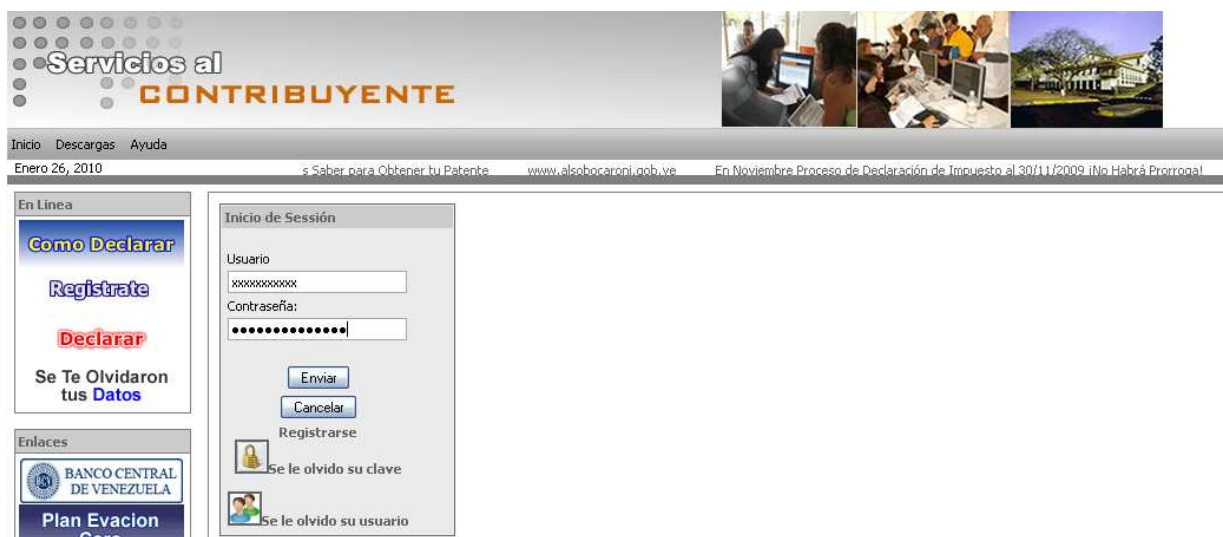 Servicios al
CONTRIBUYENTE
Inicio Descargas Ayuda
Enero 26, 2010
s Saber para Obtener tu Patente www.alsobocaroni.gob.ve En Noviembre Proceso de Declaración de Impuesto al 30/11/2009 ¡No Habrá Prorroga!
En Linea
Como Declarar
Registrate
Declarar
Se Te Olvidaron
tus Datos
Enlaces
BANCO CENTRAL
DE VENEZUELA
Plan Evacion
Cero
Inicio de Sessión
Usuario
xxxxxxxxxxx
Contraseña:
Enviar
Cancelar
Registrarse
Se le olvido su clave
Se le olvido su usuario